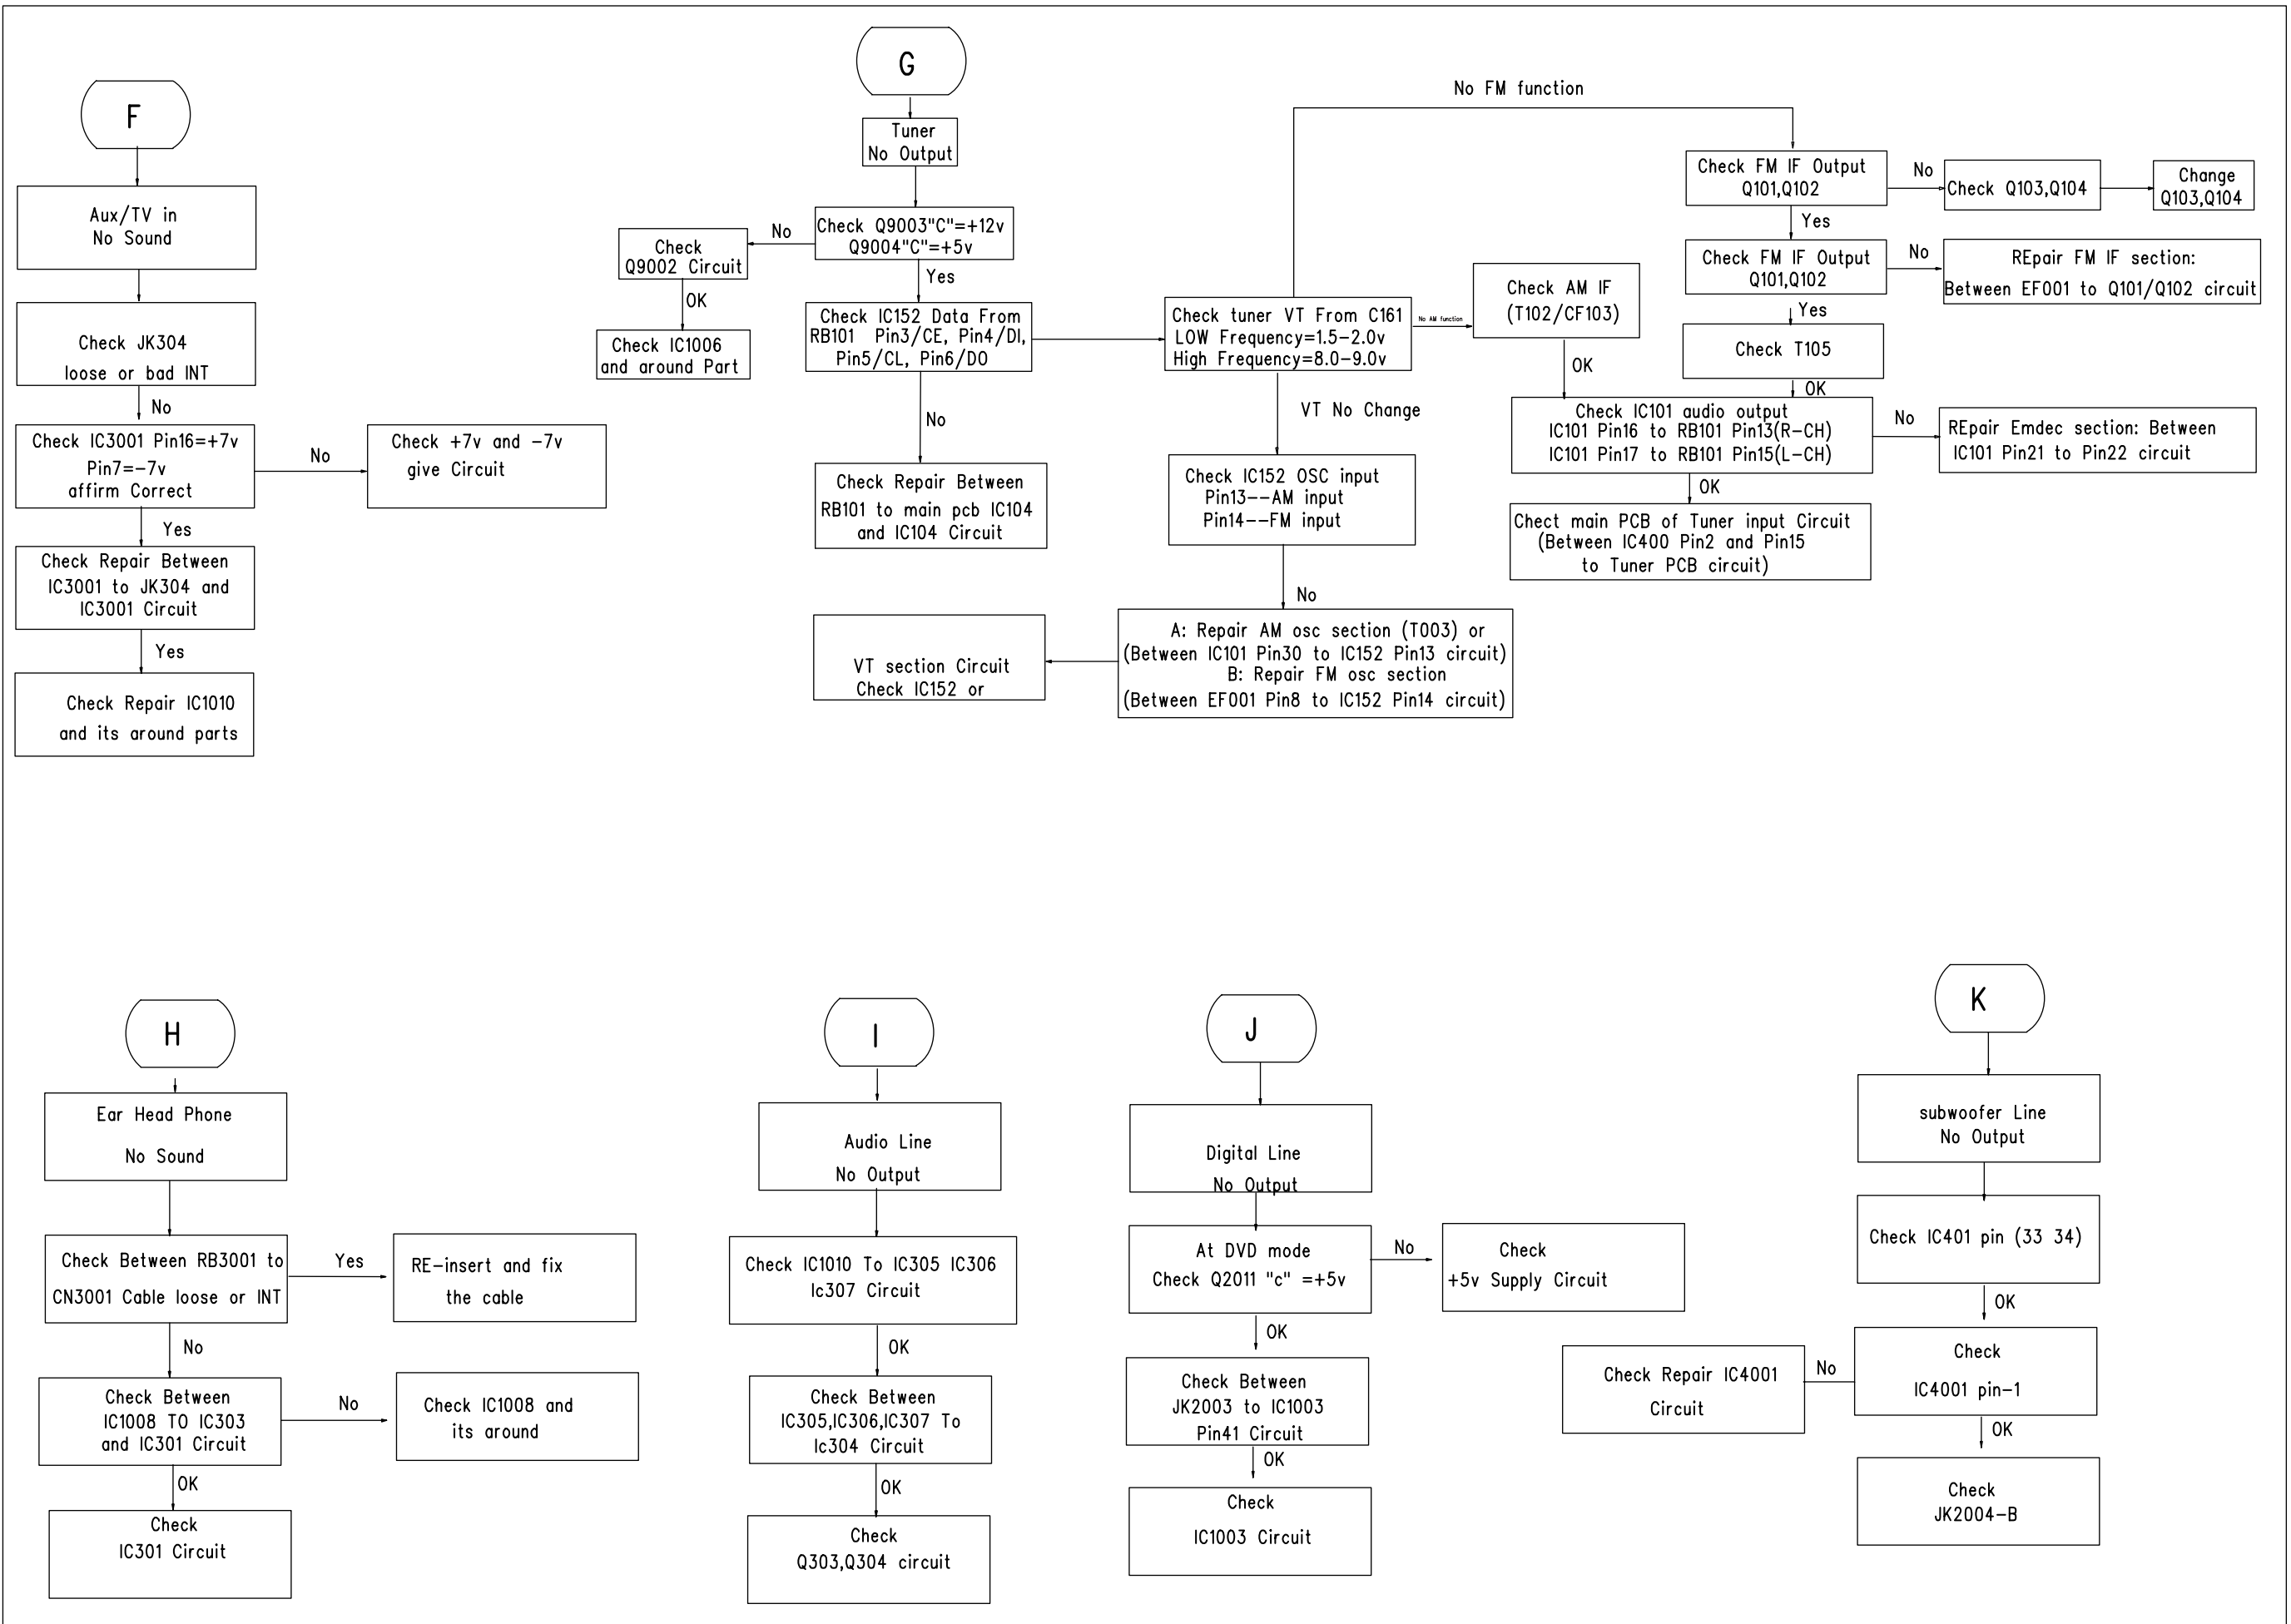 F
Aux/TV in
No Sound
Check JK304
loose or bad INT
No
Check IC3001 Pin16=+7v
Pin7=-7v
affirm Correct
No
Check +7v and -7v
give Circuit
Yes
Check Repair Between
IC3001 to JK304 and
IC3001 Circuit
Yes
Check Repair IC1010
and its around parts
G
Tuner
No Output
Check Q9003"C"=+12v
Q9004"C"=+5v
No
Check
Q9002 Circuit
OK
Check IC1006
and around Part
Yes
Check IC152 Data From
RB101 Pin3/CE, Pin4/DI,
Pin5/CL, Pin6/DO
No
Check Repair Between
RB101 to main pcb IC104
and IC104 Circuit
Check tuner VT From C161
LOW Frequency=1.5-2.0v
High Frequency=8.0-9.0v
VT No Change
Check IC152 OSC input
Pin13--AM input
Pin14--FM input
No
A: Repair AM osc section (T003) or
(Between IC101 Pin30 to IC152 Pin13 circuit)
B: Repair FM osc section
(Between EF001 Pin8 to IC152 Pin14 circuit)
VT section Circuit
Check IC152 or
No AM function
Check AM IF
(T102/CF103)
OK
No FM function
Check FM IF Output
Q101,Q102
No
Check Q103,Q104
Change
Q103,Q104
Yes
Check FM IF Output
Q101,Q102
No
REpair FM IF section:
Between EF001 to Q101/Q102 circuit
Yes
Check T105
OK
Check IC101 audio output
IC101 Pin16 to RB101 Pin13(R-CH)
IC101 Pin17 to RB101 Pin15(L-CH)
No
REpair Emdec section: Between
IC101 Pin21 to Pin22 circuit
OK
Chect main PCB of Tuner input Circuit
(Between IC400 Pin2 and Pin15
to Tuner PCB circuit)
H
Ear Head Phone
No Sound
Check Between RB3001 to
CN3001 Cable loose or INT
Yes
RE-insert and fix
the cable
No
Check Between
IC1008 TO IC303
and IC301 Circuit
No
Check IC1008 and
its around
OK
Check
IC301 Circuit
I
Audio Line
No Output
Check IC1010 To IC305 IC306
Ic307 Circuit
OK
Check Between
IC305,IC306,IC307 To
Ic304 Circuit
OK
Check
Q303,Q304 circuit
J
Digital Line
No Output
At DVD mode
Check Q2011 "c" =+5v
No
Check
+5v Supply Circuit
OK
Check Between
JK2003 to IC1003
Pin41 Circuit
OK
Check
IC1003 Circuit
K
subwoofer Line
No Output
Check IC401 pin (33 34)
OK
Check
IC4001 pin-1
No
Check Repair IC4001
Circuit
OK
Check
JK2004-B